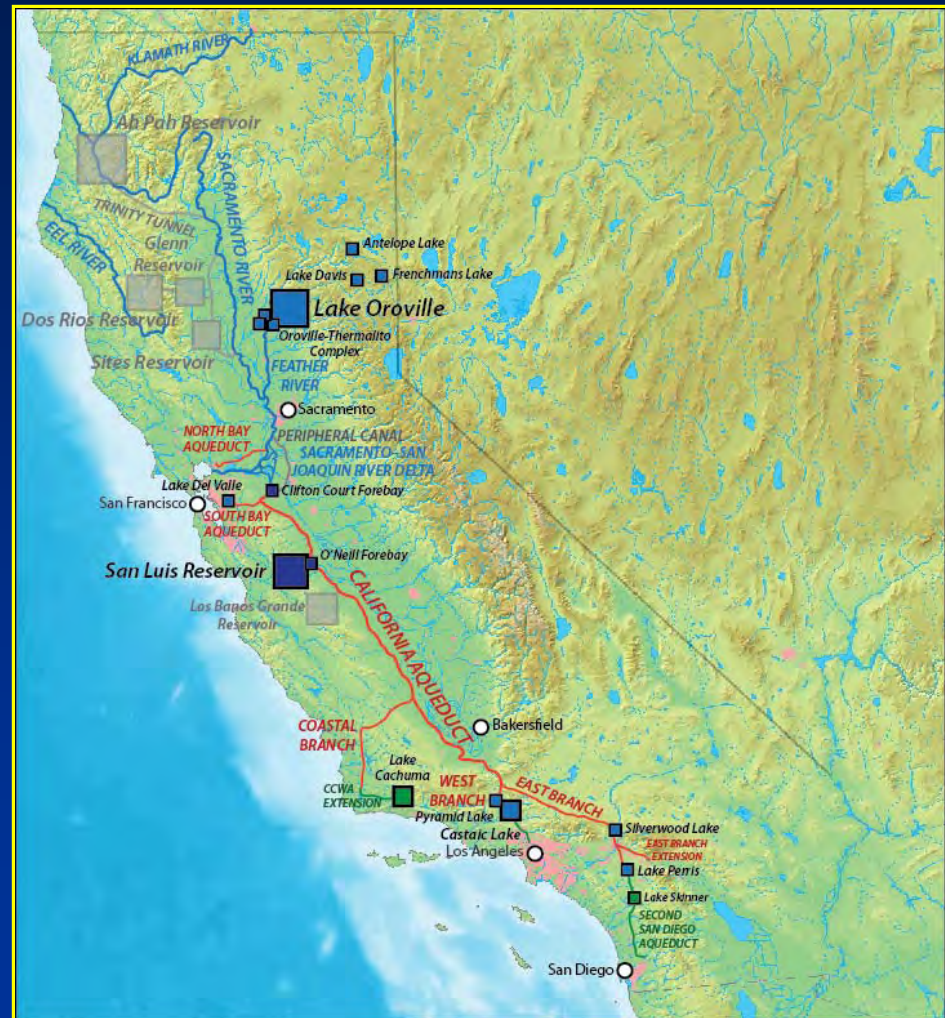 KLAMATH RIVER
Ah Pah Reservoir
SACRAMENTO RIVER
TRINITY TUNNEL
EEL RIVER
Glenn
Reservoir
Antelope Lake
Lake Davis
Frenchmans Lake
Lake Oroville
Dos Rios Reservoir
Oroville-Thermalito
Complex
Sites Reservoir
FEATHER
RIVER
Sacramento
NORTH BAY
AQUEDUCT
PERIPHERAL CANAL
SACRAMENTO-SAN
JOAQUIN RIVER DELTA
Lake Del Valle
Clifton Court Forebay
San Francisco
SOUTH BAY
AQUEDUCT
O'Neill Forebay
San Luis Reservoir
Los Banos Grande
Reservoir
CALIFORNIA AQUEDUCT
COASTAL
BRANCH
Bakersfield
Lake
Cachuma
CCWA
EXTENSION
WEST
BRANCH
EAST BRANCH
Pyramid Lake
Castaic Lake
Los Angeles
Silverwood Lake
EAST BRANCH
EXTENSION
Lake Perris
Lake Skinner
SECOND
SAN DIEGO
AQUEDUCT
San Diego